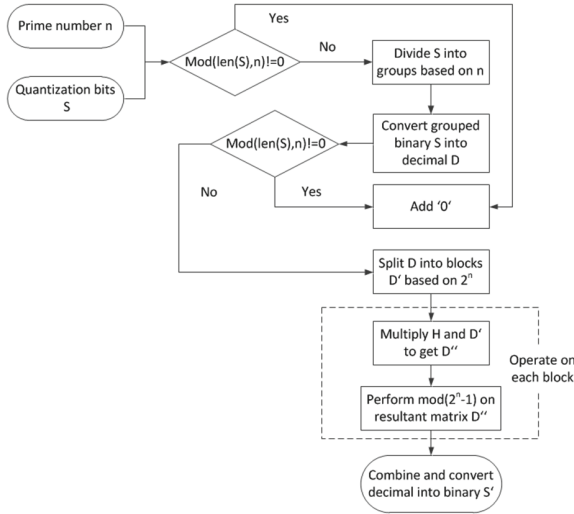 Prime number n
Yes
Mod(len(S),n)!=0
No
Divide S into
groups based on n
Quantization bits
S
Mod(len(S),n)!=0
Convert grouped
binary S into
decimal D
No
Yes
Add ‘0‘
Split D into blocks
D‘ based on 2ⁿ
Multiply H and D‘
to get D‘‘
Operate on
each block
Perform mod(2ⁿ-1) on
resultant matrix D‘‘
Combine and convert
decimal into binary S‘